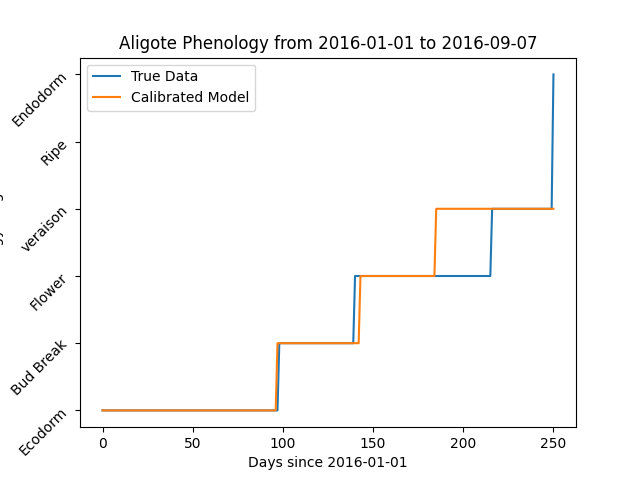 Aligote Phenology from 2016-01-01 to 2016-09-07
True Data
Calibrated Model
Endodorm
Ripe
veraison
Flower
Bud Break
Ecodorm
0 50 100 150 200 250
Days since 2016-01-01